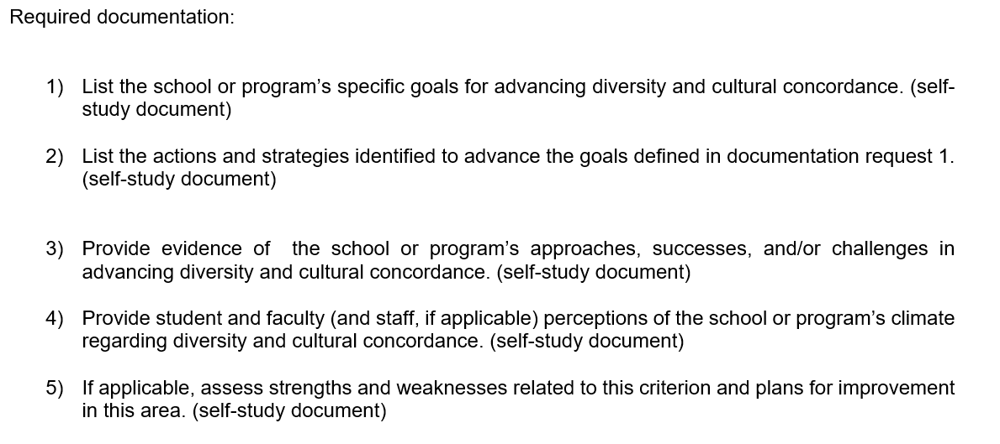 Required documentation:
1) List the school or program’s specific goals for advancing diversity and cultural concordance. (self-
study document)
2) List the actions and strategies identified to advance the goals defined in documentation request 1.
(self-study document)
3) Provide evidence of  the school or program’s approaches, successes, and/or challenges in
advancing diversity and cultural concordance. (self-study document)
4) Provide student and faculty (and staff, if applicable) perceptions of the school or program’s climate
regarding diversity and cultural concordance. (self-study document)
5) If applicable, assess strengths and weaknesses related to this criterion and plans for improvement
in this area. (self-study document)